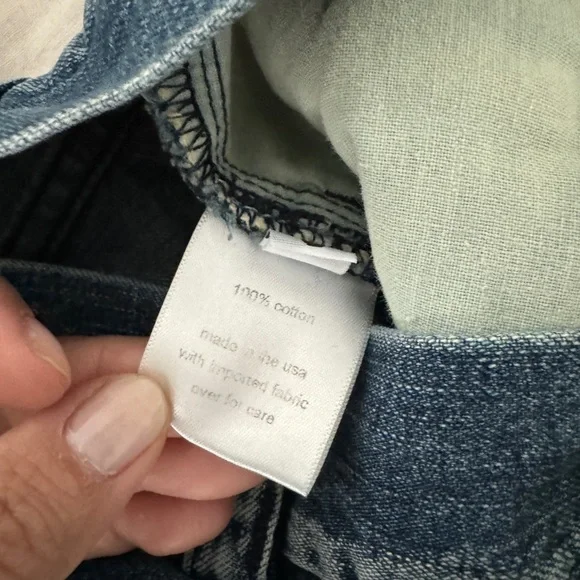 100% cotton
made in the usa
with imported fabric
over for care